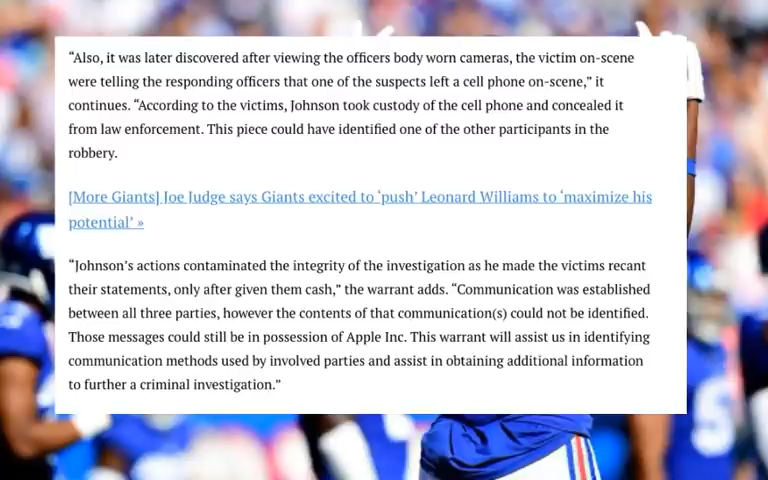 “Also, it was later discovered after viewing the officers body worn cameras, the victim on-scene
were telling the responding officers that one of the suspects left a cell phone on-scene,” it
continues. “According to the victims, Johnson took custody of the cell phone and concealed it
from law enforcement. This piece could have identified one of the other participants in the
robbery.
[More Giants] Joe Judge says Giants excited to ‘push’ Leonard Williams to ‘maximize his
potential’ »
“Johnson’s actions contaminated the integrity of the investigation as he made the victims recant
their statements, only after given them cash,” the warrant adds. “Communication was established
between all three parties, however the contents of that communication(s) could not be identified.
Those messages could still be in possession of Apple Inc. This warrant will assist us in identifying
communication methods used by involved parties and assist in obtaining additional information
to further a criminal investigation.”